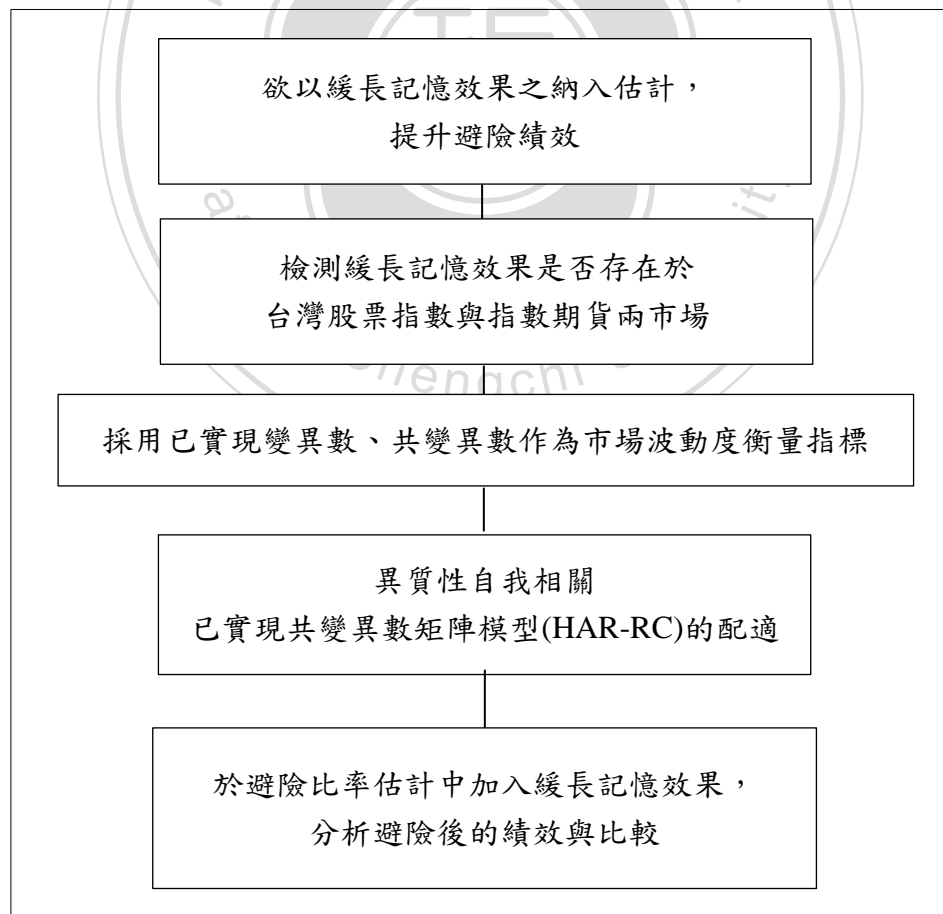 欲以緩長記憶效果之納入估計，
提升避險績效
檢測緩長記憶效果是否存在於
台灣股票指數與指數期貨兩市場
採用已實現變異數、共變異數作為市場波動度衡量指標
異質性自我相關
已實現共變異數矩陣模型(HAR-RC)的配適
於避險比率估計中加入緩長記憶效果，
分析避險後的績效與比較